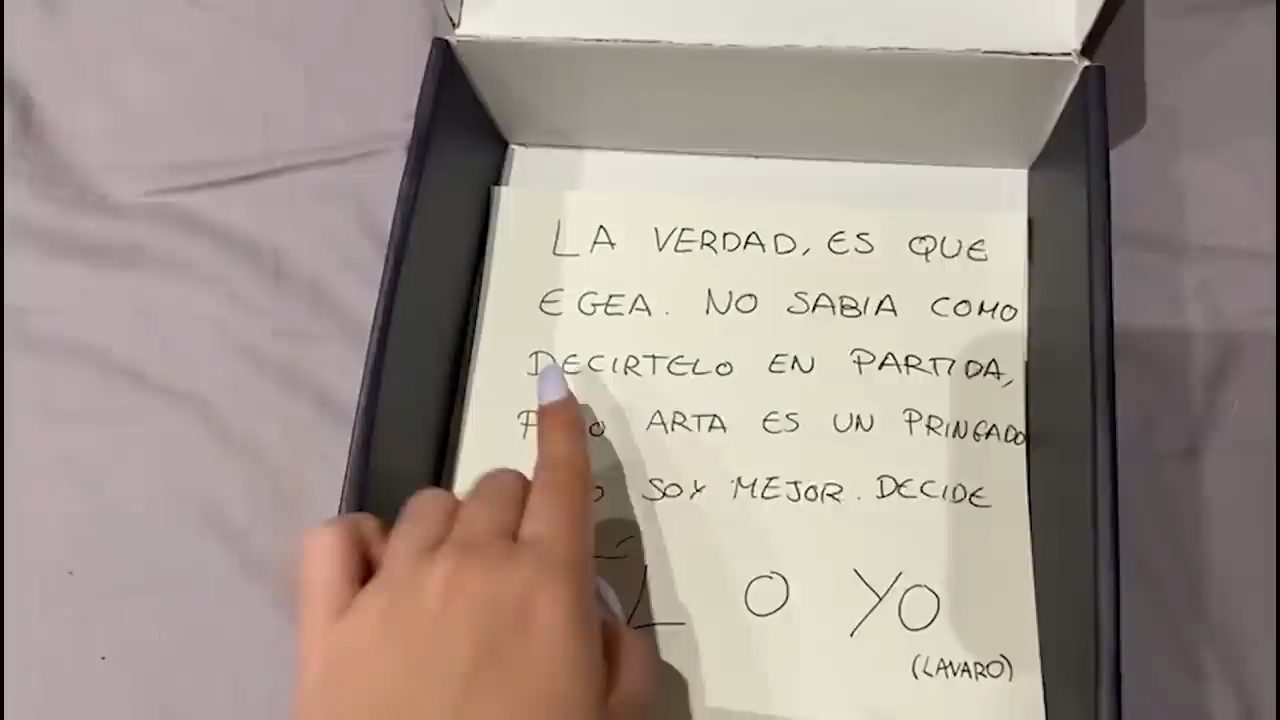 LA VERDAD, ES QUE
EGEA. NO SABIA COMO
DECIRTELO EN PARTIDA,
ARTA ES UN PRINGADO
SOY MEJOR. DECIDE
O YO
(LAVARO)